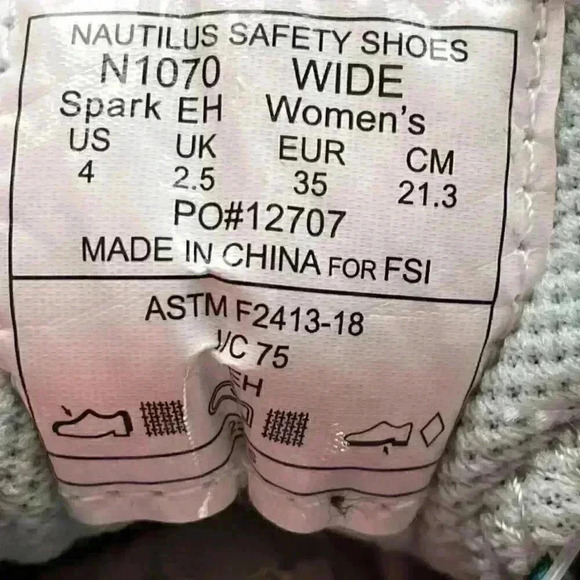 NAUTILUS SAFETY SHOES
N1070 WIDE
Spark EH Women's
US UK EUR CM
4 2.5 35 21.3
PO#12707
MADE IN CHINA FOR FSI
ASTM F2413-18
I/C 75
EH